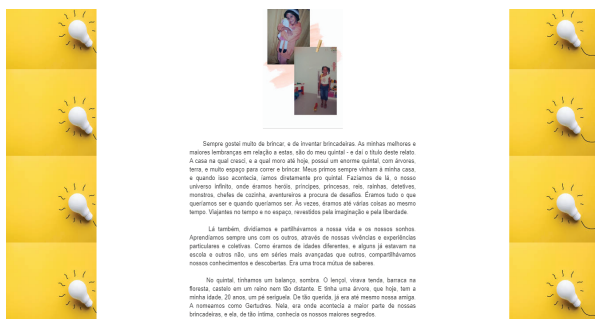 Sempre gostei muito de brincar, e de inventar brincadeiras. As minhas melhores e
maiores lembranças em relação a estas, são do meu quintal - e daí o título deste relato.
A casa na qual cresci, e a qual moro até hoje, possui um enorme quintal, com árvores,
terra, e muito espaço para correr e brincar. Meus primos sempre vinham à minha casa,
e quando isso acontecia, íamos diretamente pro quintal. Fazíamos de lá, o nosso
universo infinito, onde éramos heróis, príncipes, princesas, reis, rainhas, detetives,
monstros, chefes de cozinha, aventureiros a procura de desafios. Éramos tudo o que
queríamos ser e quando queríamos ser. Às vezes, éramos até várias coisas ao mesmo
tempo. Viajantes no tempo e no espaço, revestidos pela imaginação e pela liberdade.
Lá também, dividíamos e partilhávamos a nossa vida e os nossos sonhos.
Aprendíamos sempre uns com os outros, através de nossas vivências e experiências
particulares e coletivas. Como éramos de idades diferentes, e alguns já estavam na
escola e outros não, uns em séries mais avançadas que outros, compartilhávamos
nossos conhecimentos e descobertas. Era uma troca mútua de saberes.
No quintal, tínhamos um balanço, sombra. O lençol, virava tenda, barraca na
floresta, castelo em um reino nem tão distante. E tinha uma árvore, que hoje, tem a
minha idade, 20 anos, um pé seriguela. De tão querida, já era até mesmo nossa amiga.
A nomeamos como Gertrudes. Nela, era onde acontecia a maior parte de nossas
brincadeiras, e ela, de tão íntima, conhecia os nossos maiores segredos.